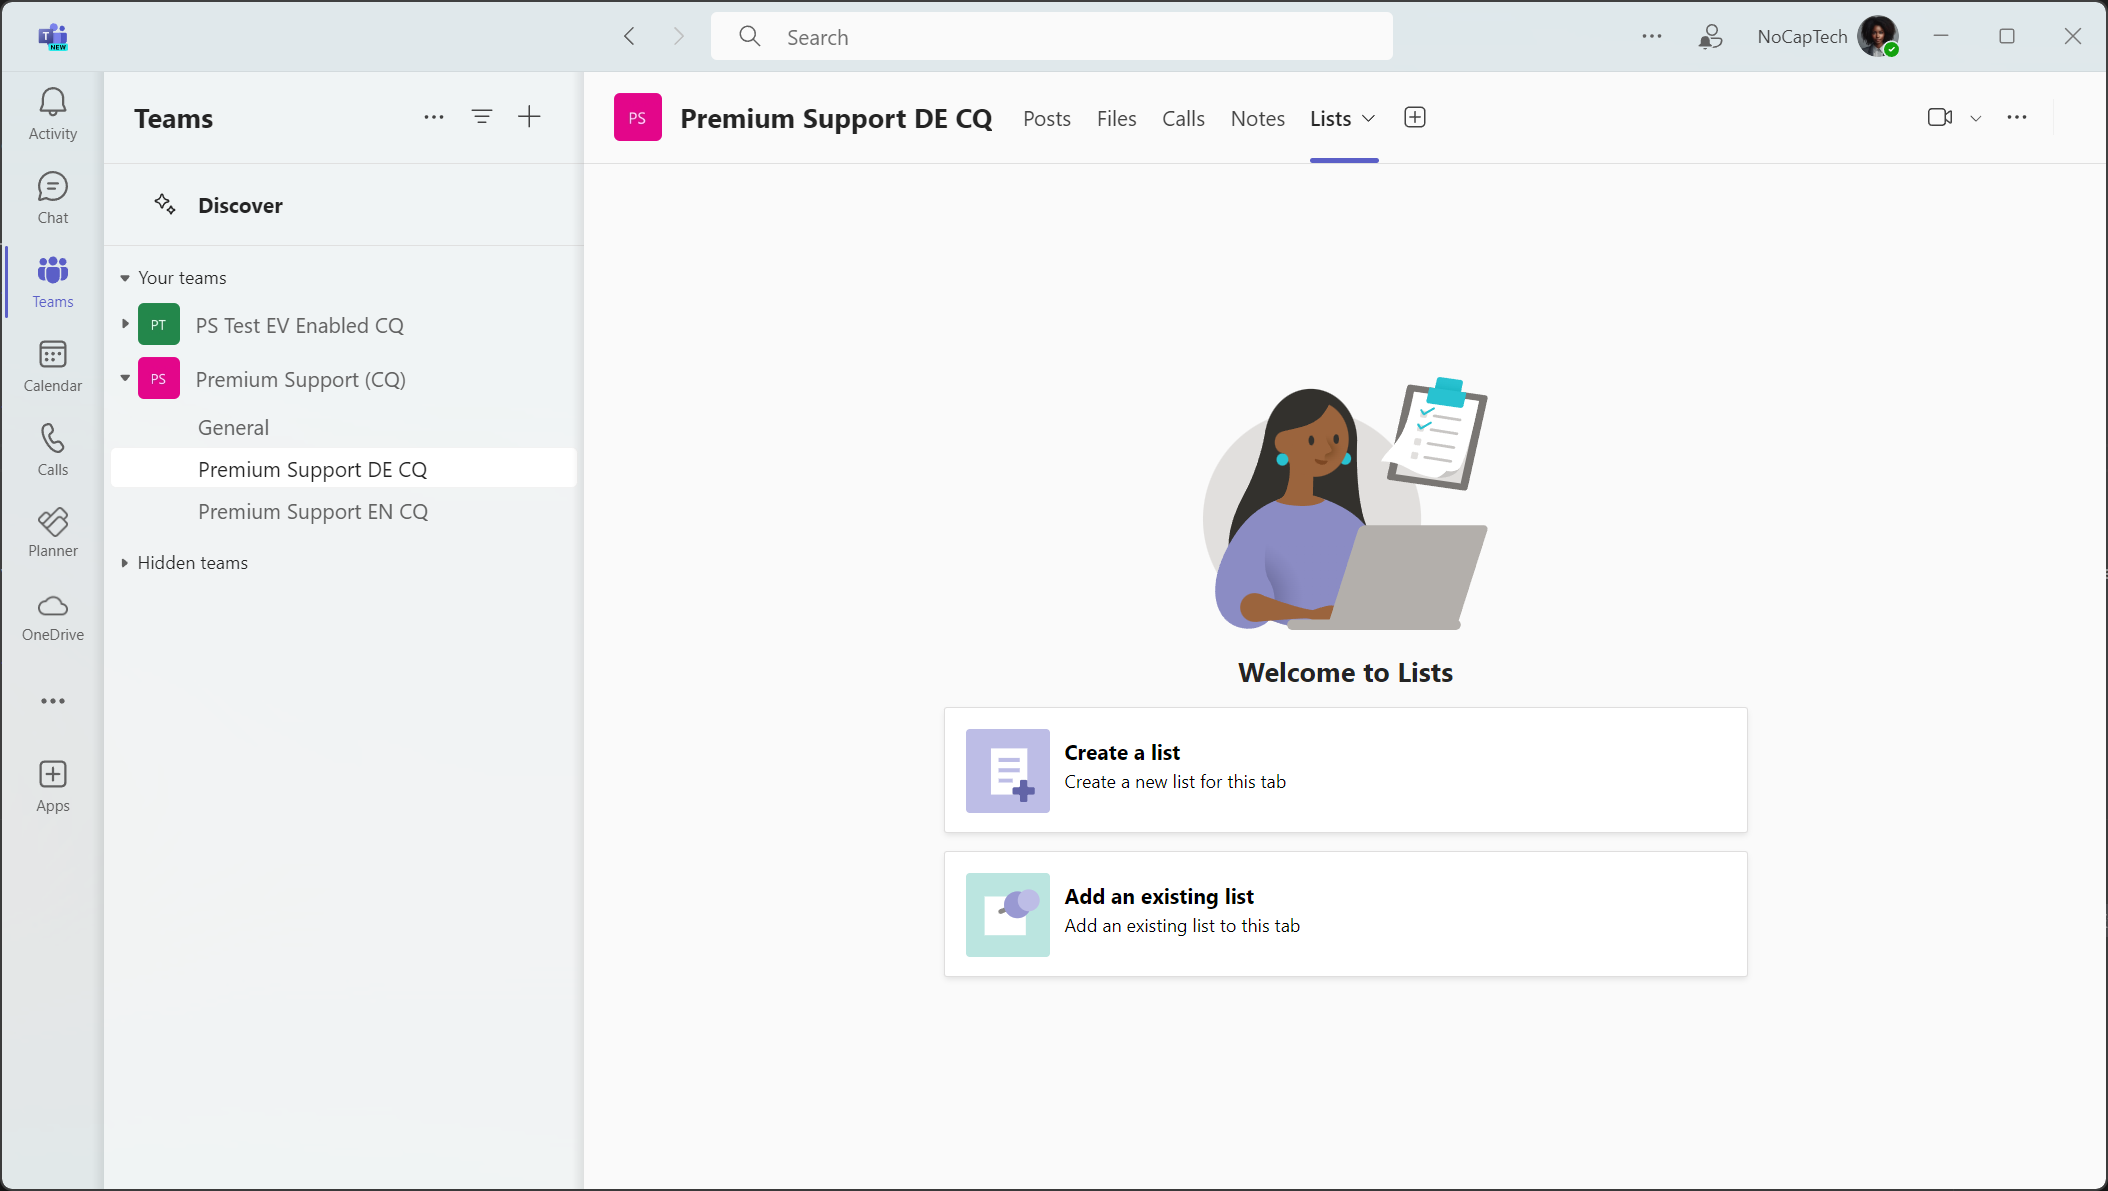 T NEW
Search
NoCapTech
Activity
Chat
Teams
Calendar
Calls
Planner
OneDrive
Apps
Teams
Discover
Your teams
PT PS Test EV Enabled CQ
PS Premium Support (CQ)
General
Premium Support DE CQ
Premium Support EN CQ
Hidden teams
PS Premium Support DE CQ Posts Files Calls Notes Lists
Welcome to Lists
Create a list
Create a new list for this tab
Add an existing list
Add an existing list to this tab